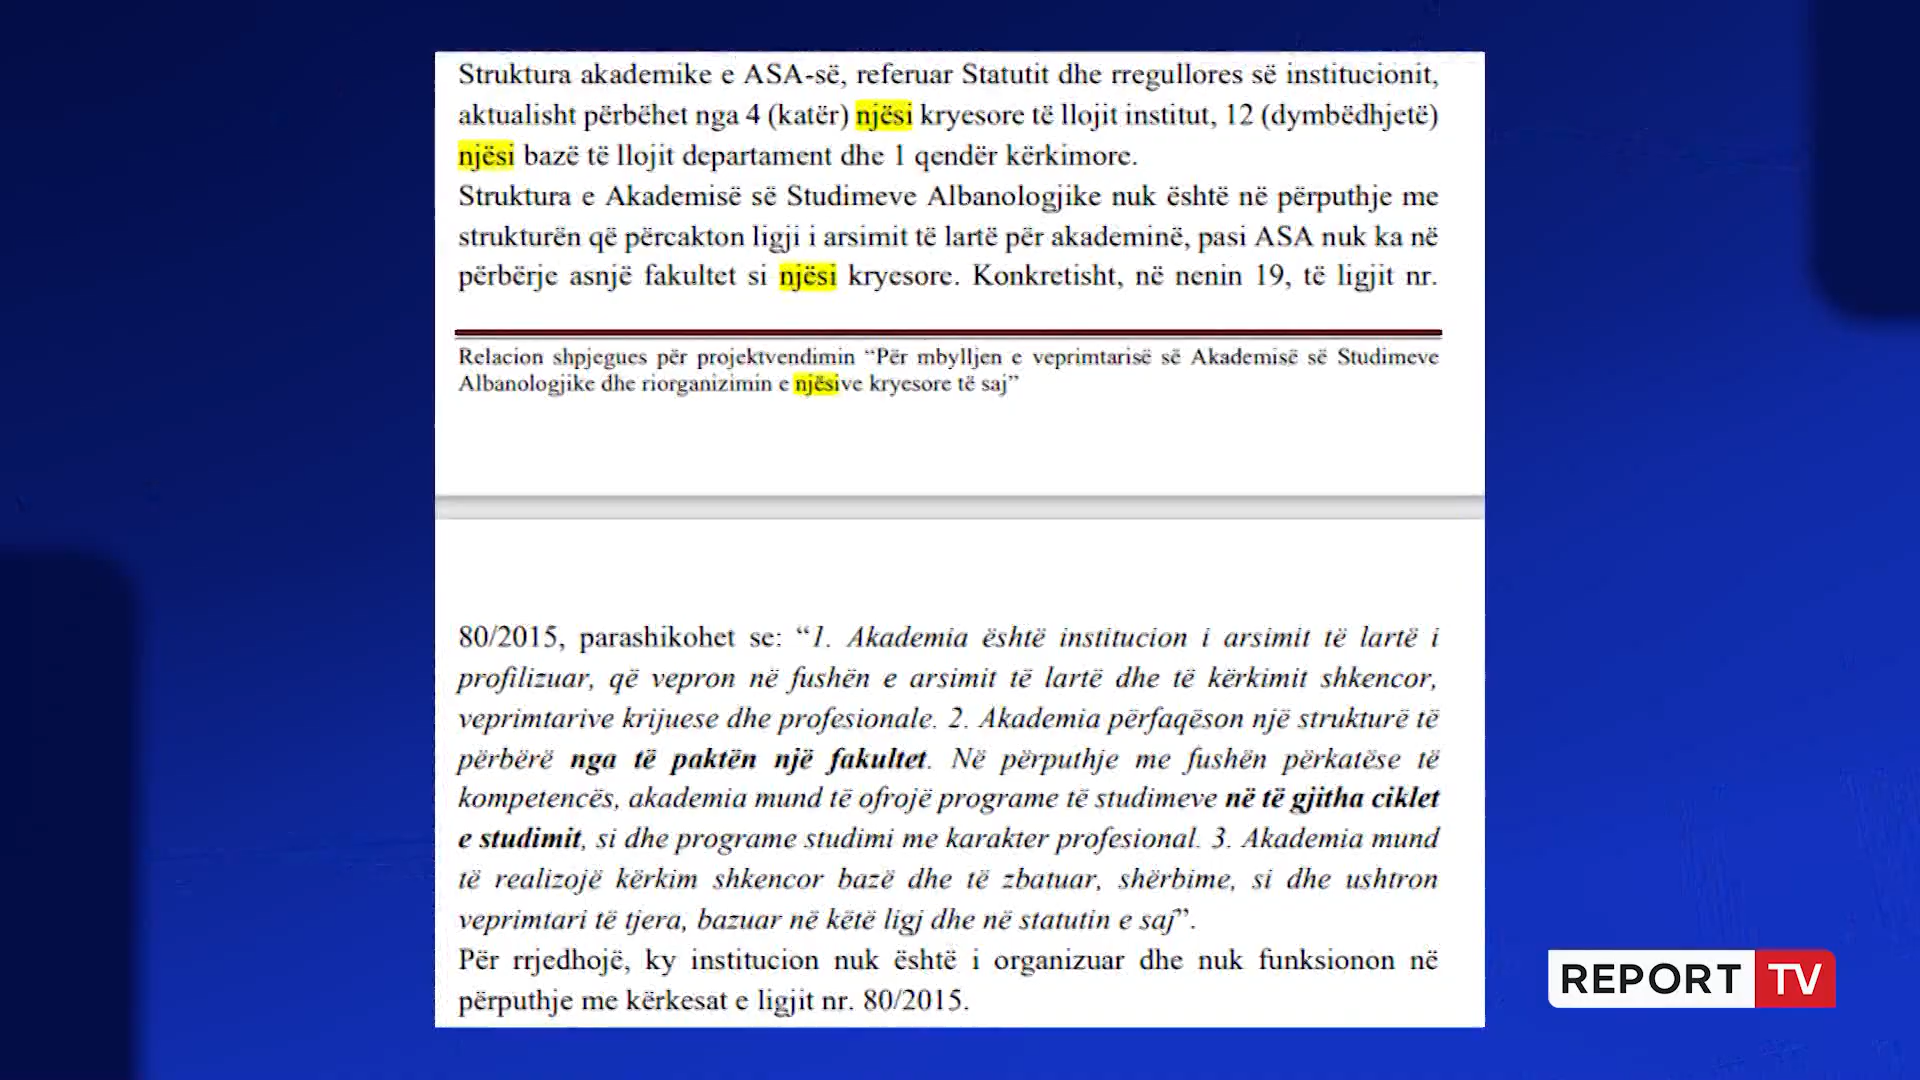 Struktura akademike e ASA-së, referuar Statutit dhe rregullores së institucionit,
aktualisht përbëhet nga 4 (katër) njësi kryesore të llojit institut, 12 (dymbëdhjetë)
njësi bazë të llojit departament dhe 1 qendër kërkimore.
Struktura e Akademisë së Studimeve Albanologjike nuk është në përputhje me
strukturën që përcakton ligji i arsimit të lartë për akademinë, pasi ASA nuk ka në
përbërje asnjë fakultet si njësi kryesore. Konkretisht, në nenin 19, të ligjit nr.
Relacion shpjegues për projektvendimin “Për mbylljen e veprimtarisë së Akademisë së Studimeve
Albanologjike dhe riorganizimin e njësive kryesore të saj”
80/2015, parashikohet se: “1. Akademia është institucion i arsimit të lartë i
profilizuar, që vepron në fushën e arsimit të lartë dhe të kërkimit shkencor,
veprimtarive krijuese dhe profesionale. 2. Akademia përfaqëson një strukturë të
përbërë nga të paktën një fakultet. Në përputhje me fushën përkatëse të
kompetencës, akademia mund të ofrojë programe të studimeve në të gjitha ciklet
e studimit, si dhe programe studimi me karakter profesional. 3. Akademia mund
të realizojë kërkim shkencor bazë dhe të zbatuar, shërbime, si dhe ushtron
veprimtari të tjera, bazuar në këtë ligj dhe në statutin e saj”.
Për rrjedhojë, ky institucion nuk është i organizuar dhe nuk funksionon në
përputhje me kërkesat e ligjit nr. 80/2015.
REPORT TV